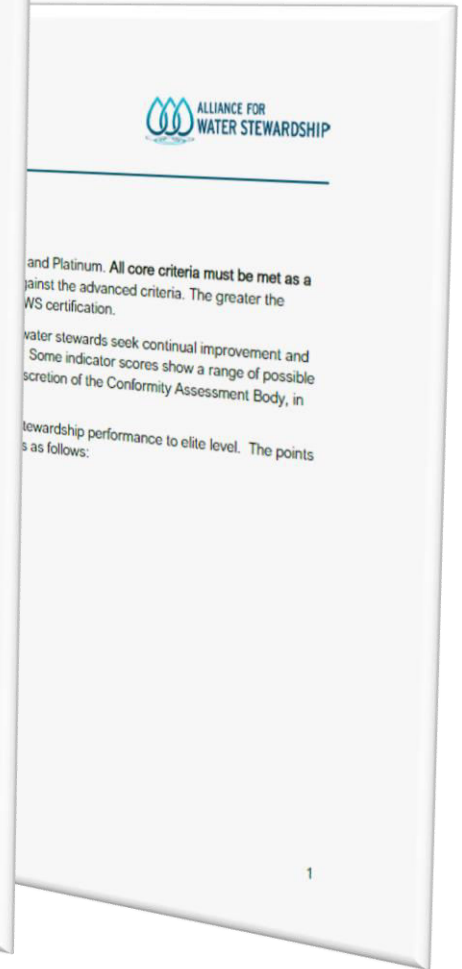 ALLIANCE FOR
WATER STEWARDSHIP
and Platinum. All core criteria must be met as a
gainst the advanced criteria. The greater the
WS certification.
water stewards seek continual improvement and
Some indicator scores show a range of possible
scretion of the Conformity Assessment Body, in
tewardship performance to elite level. The points
s as follows:
1